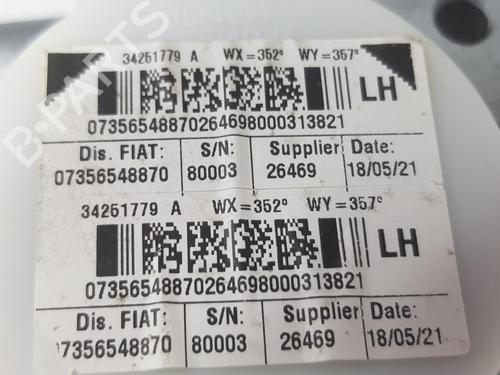 34251779 A WX=352° WY=357°
LH
07356548870264698000313821
Dis. FIAT: S/N: Supplier Date:
07356548870 80003 26469 18/05/21
34251779 A WX=352° WY=357°
LH
07356548870264698000313821
Dis. FIAT: S/N: Supplier Date:
07356548870 80003 26469 18/05/21
B-PARTS